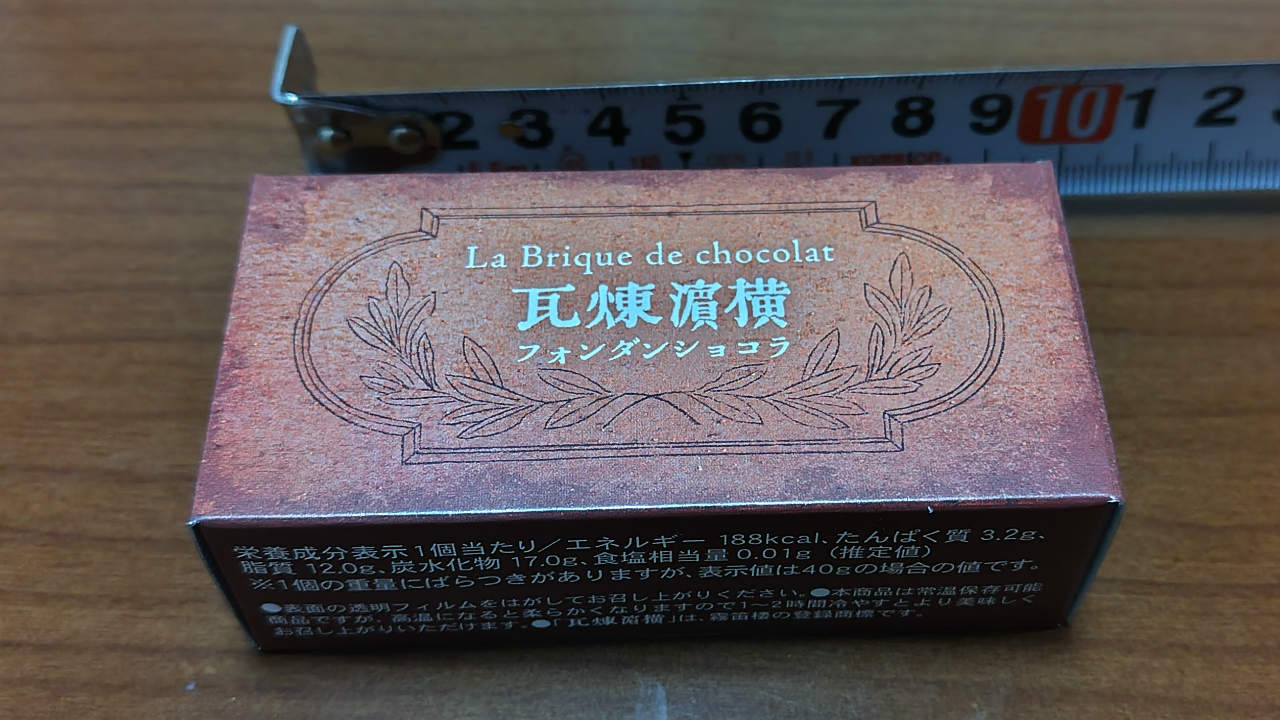 2 3 4 5 6 7 8 9 10 1 2
La Brique de chocolat
瓦煉濵横
フォンダンショコラ
栄養成分表示1個当たり／エネルギー 188kcal、たんぱく質 3.2g、
脂質 12.0g、炭水化物 17.0g、食塩相当量 0.01g（推定値）
※1個の重量にばらつきがありますが、表示値は40gの場合の値です。
●表面の透明フィルムをはがしてお召し上がりください。●本商品は常温保存可能
商品ですが、高温になると柔らかくなりますので1～2時間冷やすとより美味しく
お召し上がりいただけます。●「瓦煉濵横」は、霧笛楼の登録商標です。